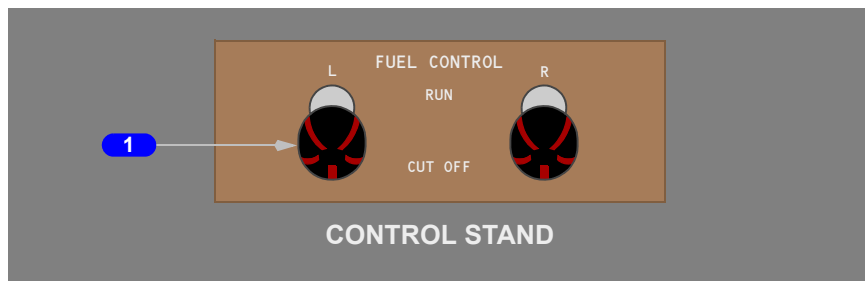 FUEL CONTROL
L
R
RUN
1
CUT OFF
CONTROL STAND